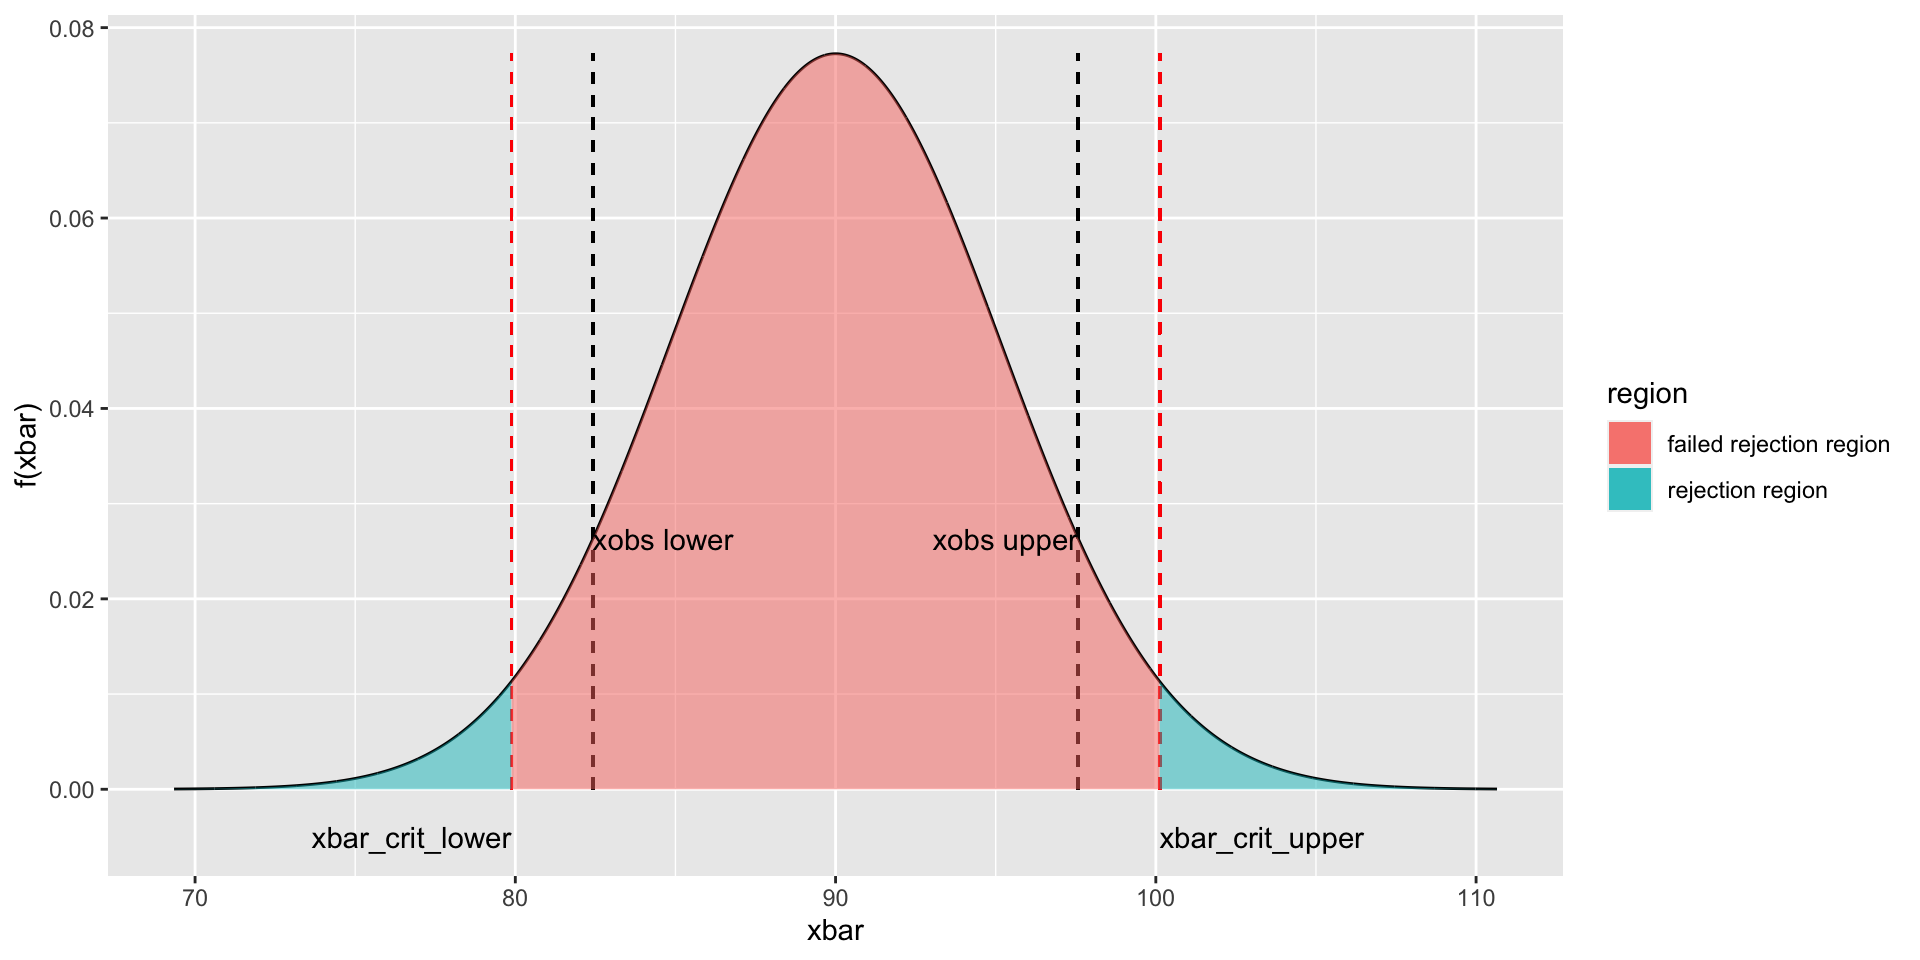 0.08
0.06
0.04
0.02
0.00
f(xbar)
xobs lower
xobs upper
xbar_crit_lower
xbar_crit_upper
70
80
90
100
110
xbar
region
failed rejection region
rejection region